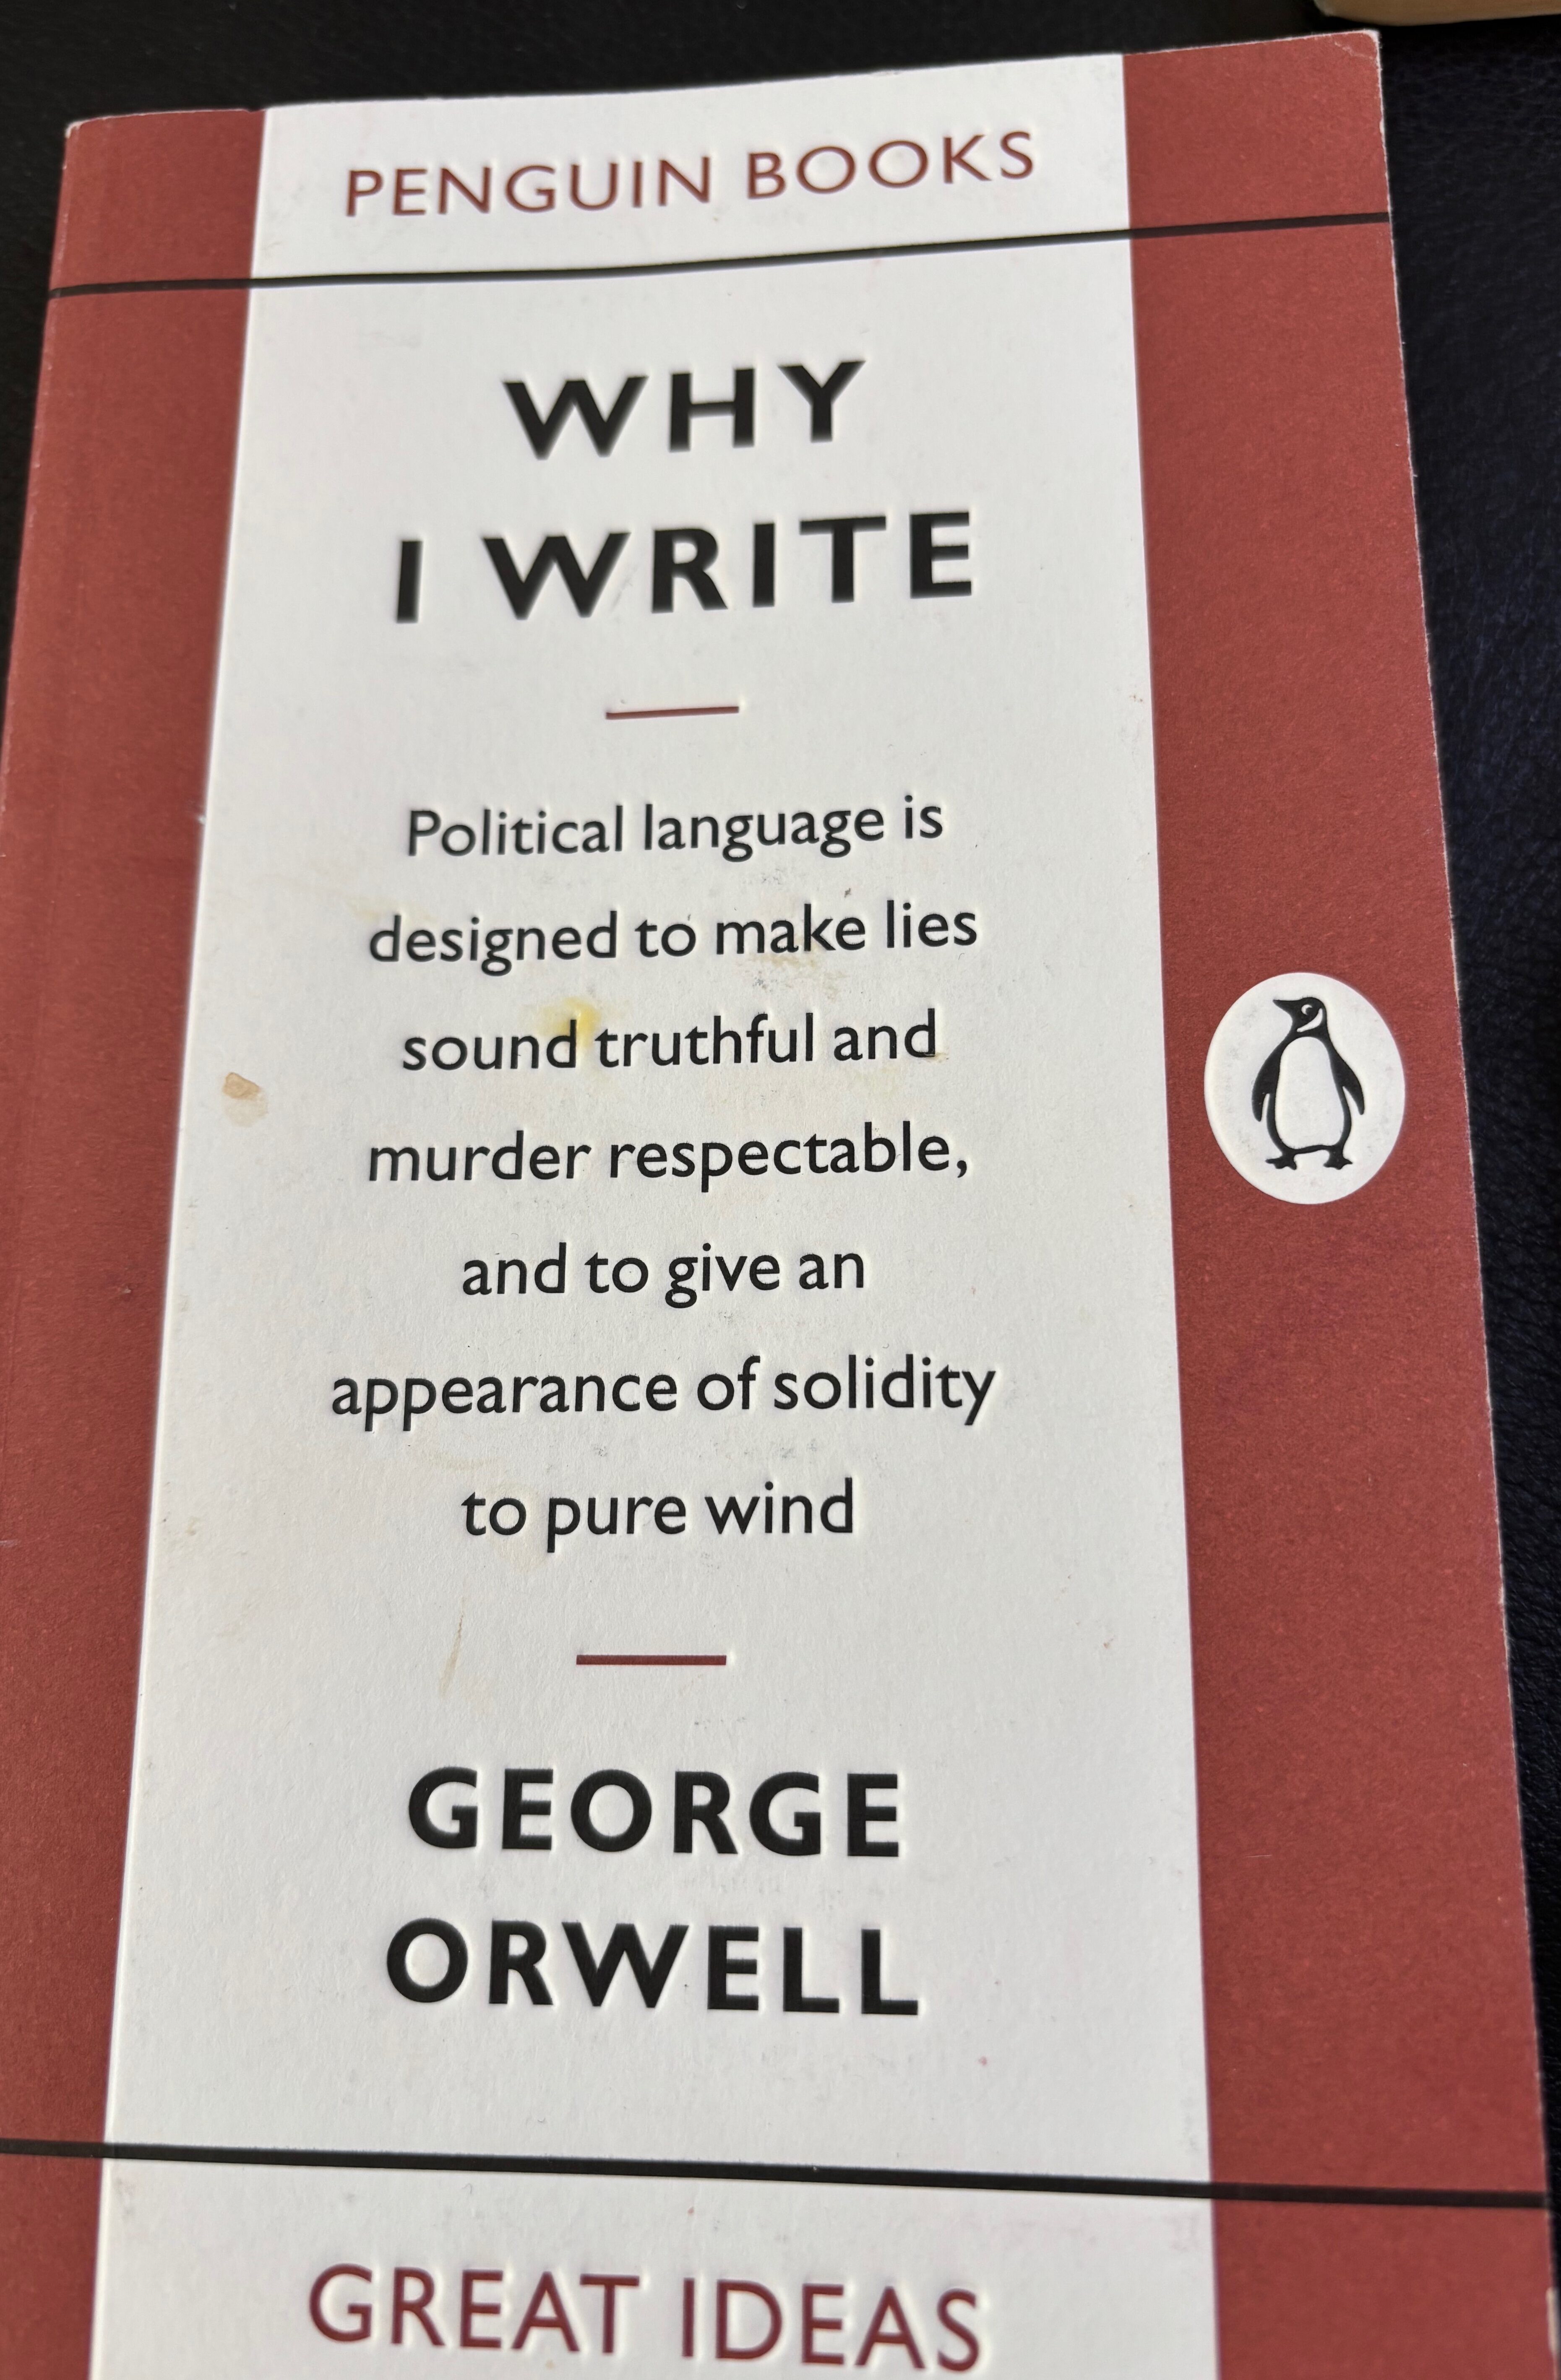 PENGUIN BOOKS
WHY
I WRITE
Political language is
designed to make lies
sound truthful and
murder respectable,
and to give an
appearance of solidity
to pure wind
GEORGE
ORWELL
GREAT IDEAS